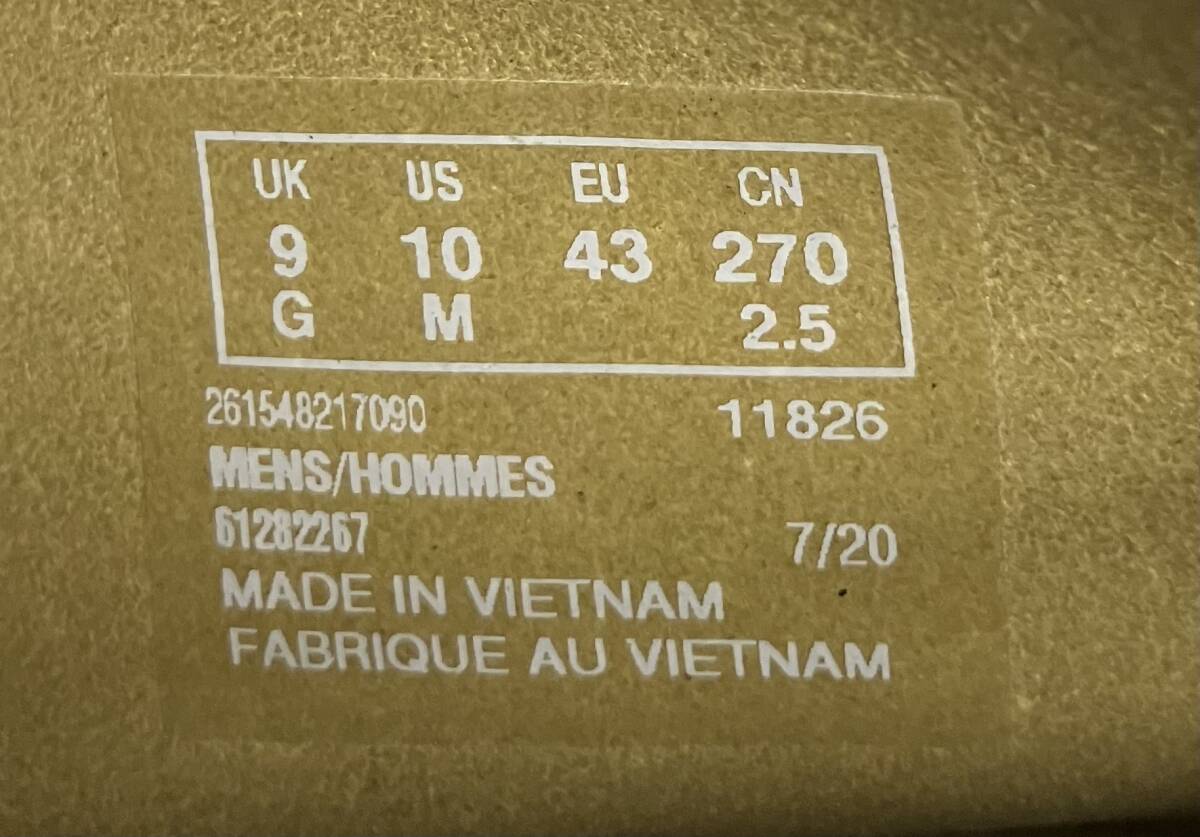 UK US EU CN
9 10 43 270
G M 2.5
261548217090 11826
MENS/HOMMES
61282267 7/20
MADE IN VIETNAM
FABRIQUE AU VIETNAM